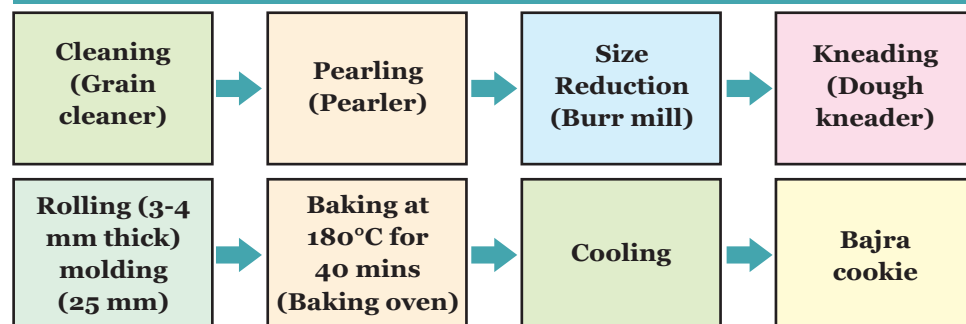 Cleaning
(Grain
cleaner)
Pearling
(Pearler)
Size
Reduction
(Burr mill)
Kneading
(Dough
kneader)
Rolling (3-4
mm thick)
molding
(25 mm)
Baking at
180°C for
40 mins
(Baking oven)
Cooling
Bajra
cookie